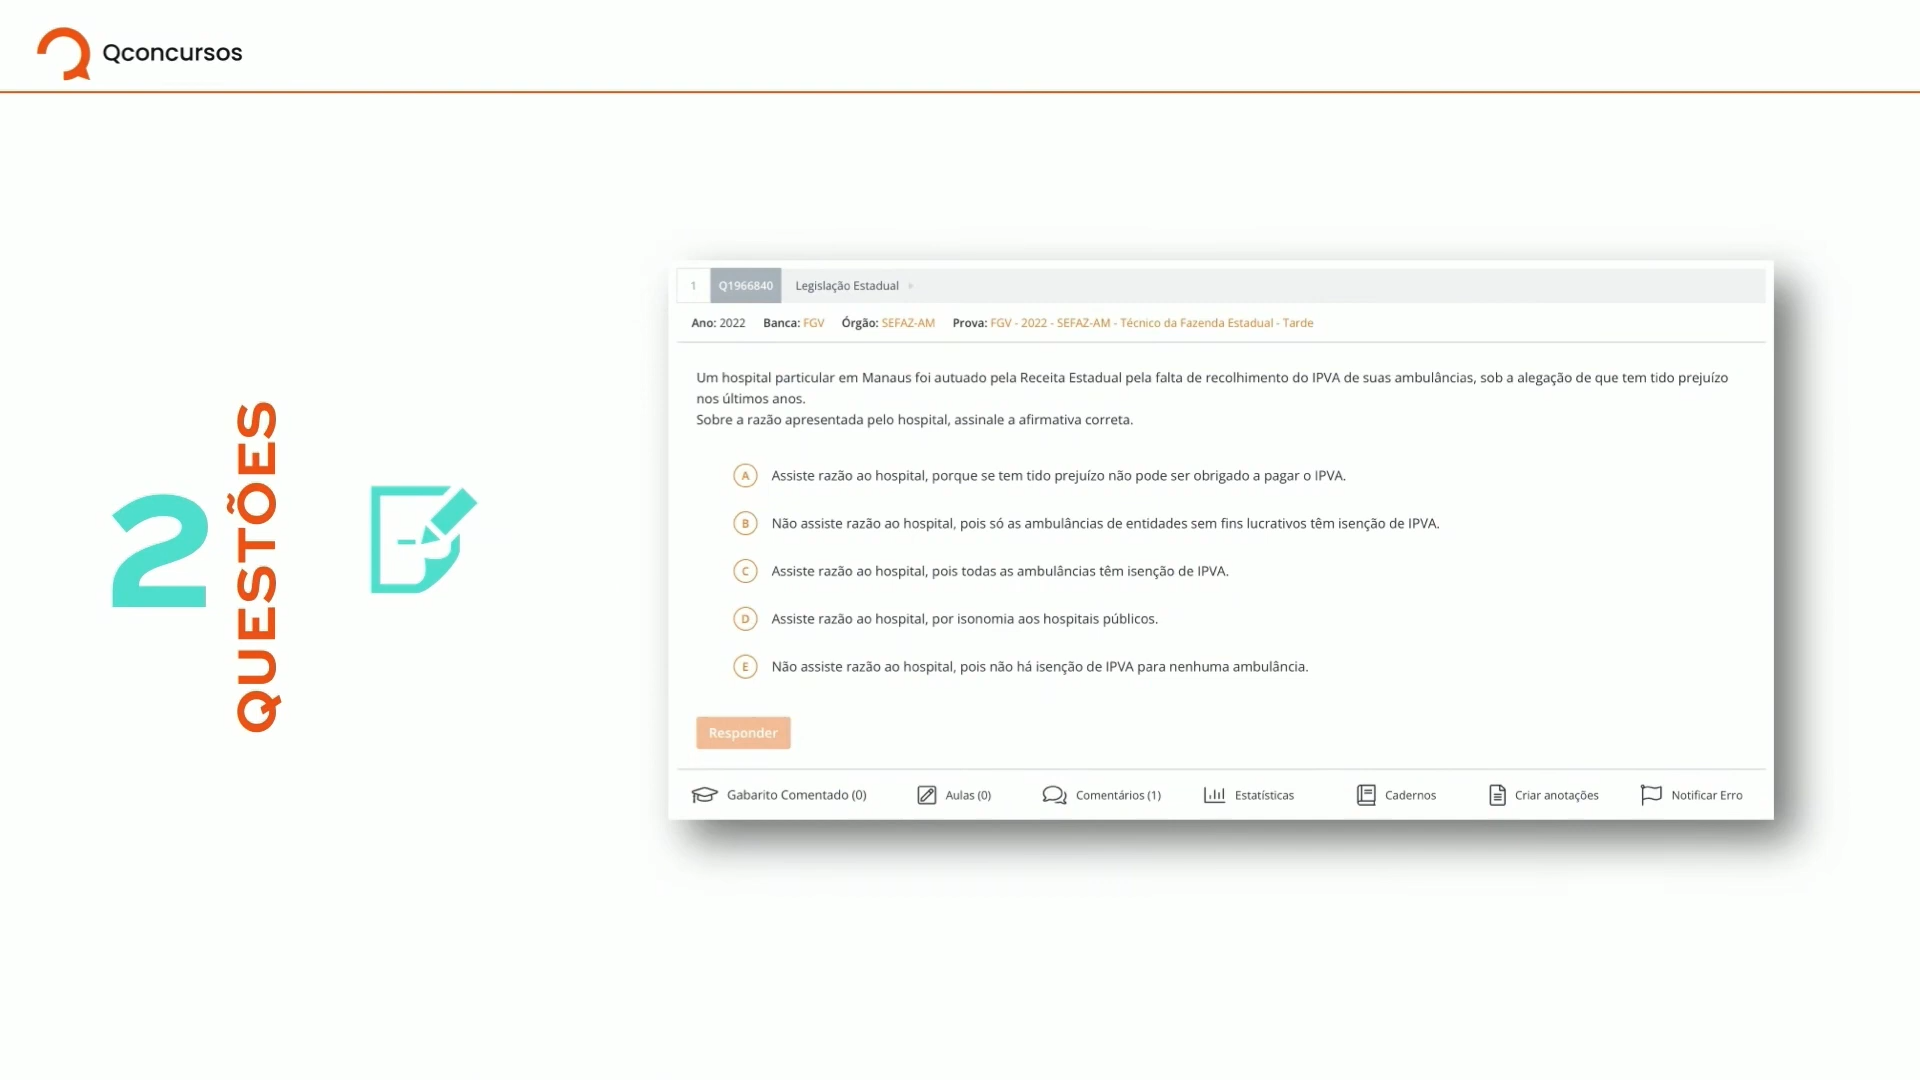 Qconcursos
2
QUESTÕES
1 Q1966840 Legislação Estadual
Ano: 2022 Banca: FGV Órgão: SEFAZ-AM Prova: FGV - 2022 - SEFAZ-AM - Técnico da Fazenda Estadual - Tarde
Um hospital particular em Manaus foi autuado pela Receita Estadual pela falta de recolhimento do IPVA de suas ambulâncias, sob a alegação de que tem tido prejuízo
nos últimos anos.
Sobre a razão apresentada pelo hospital, assinale a afirmativa correta.
A Assiste razão ao hospital, porque se tem tido prejuízo não pode ser obrigado a pagar o IPVA.
B Não assiste razão ao hospital, pois só as ambulâncias de entidades sem fins lucrativos têm isenção de IPVA.
C Assiste razão ao hospital, pois todas as ambulâncias têm isenção de IPVA.
D Assiste razão ao hospital, por isonomia aos hospitais públicos.
E Não assiste razão ao hospital, pois não há isenção de IPVA para nenhuma ambulância.
Responder
Gabarito Comentado (0) Aulas (0) Comentários (1) Estatísticas Cadernos Criar anotações Notificar Erro